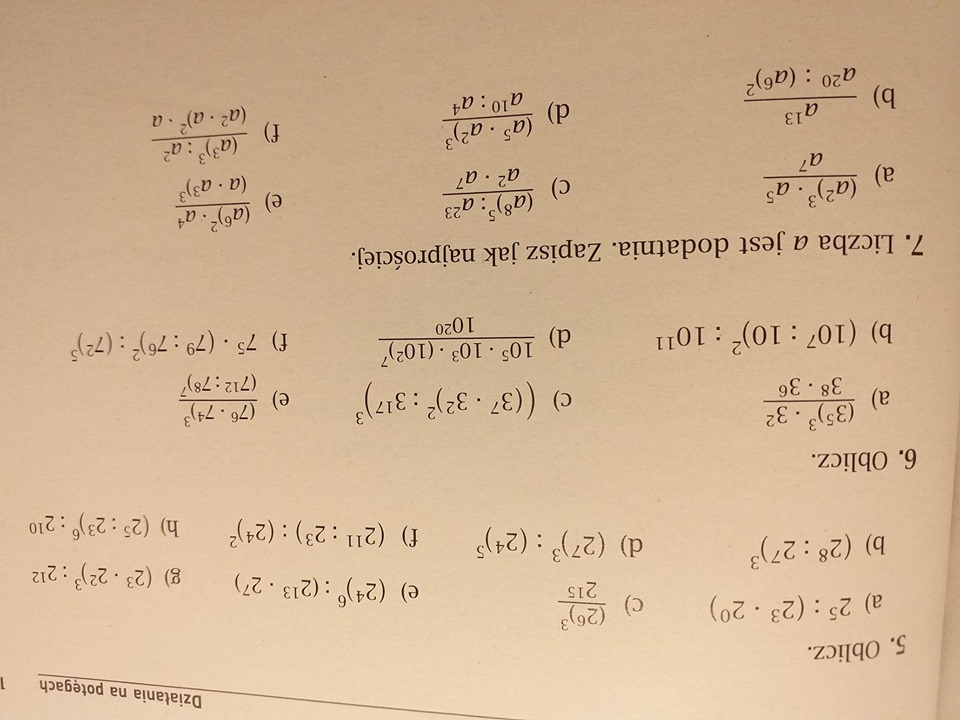 Działania na potęgach
5. Oblicz.
a) 2⁵ : (2³ · 2⁰) c) (2⁶)³ / 2¹⁵ e) (2⁴)⁶ : (2¹³ · 2⁷) g) (2³ · 2²)³ : 2¹²
b) (2⁸ : 2⁷)³ d) (2⁷)³ : (2⁴)⁵ f) (2¹¹ : 2³) : (2⁴)² h) (2⁵ : 2³)⁶ : 2¹⁰
6. Oblicz.
a) (3⁵)³ · 3² / 3⁸ · 3⁶ c) ((3⁷ · 3²)² : 3¹⁷)³ e) (7⁶ · 7⁴)³ / (7¹² : 7⁸)⁷
b) (10⁷ : 10)² : 10¹¹ d) 10⁵ · 10³ · (10²)⁷ / 10²⁰ f) 7⁵ · (7⁹ : 7⁶)² : (7²)⁵
7. Liczba a jest dodatnia. Zapisz jak najprościej.
a) (a²)³ · a⁵ / a⁷ c) (a⁸)⁵ : a²³ / a² · a⁷ e) (a⁶)² · a⁴ / (a · a³)³
b) a¹³ / a²⁰ : (a⁶)² d) (a⁵ · a²)³ / a¹⁰ : a⁴ f) (a³)³ : a² / (a² · a)² · a